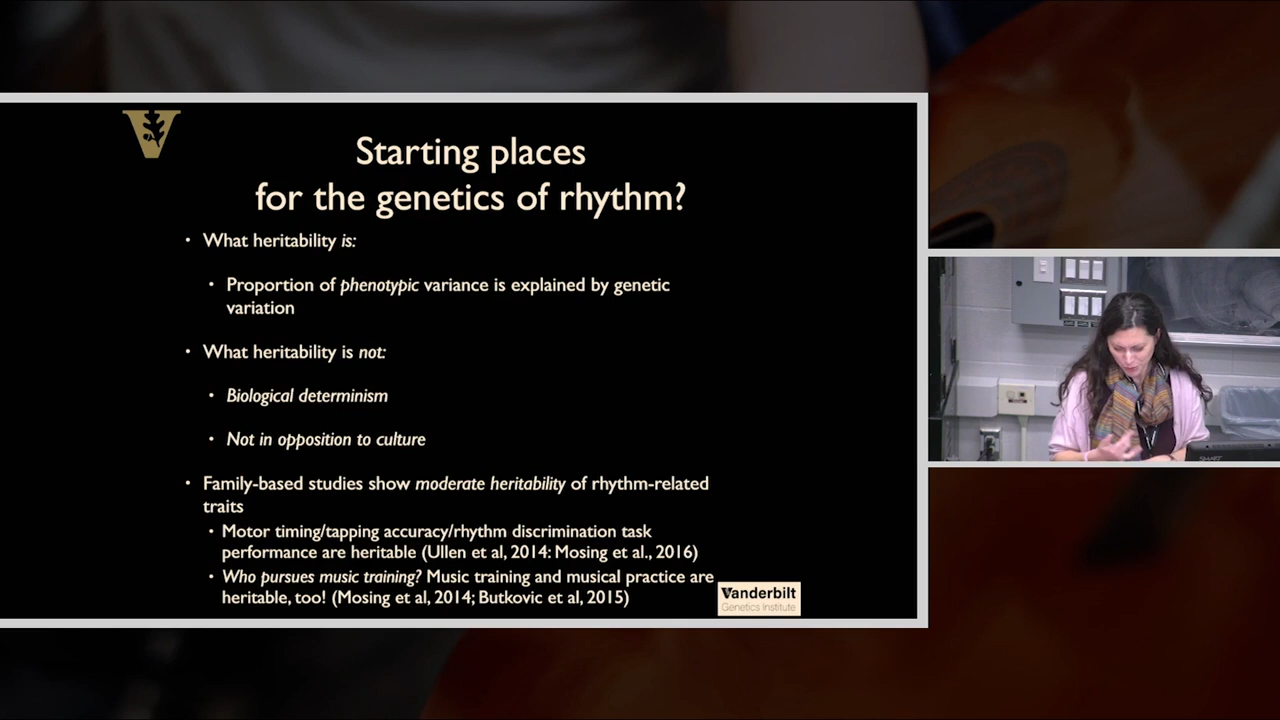 Starting places
for the genetics of rhythm?
• What heritability is:
• Proportion of phenotypic variance is explained by genetic
variation
• What heritability is not:
• Biological determinism
• Not in opposition to culture
• Family-based studies show moderate heritability of rhythm-related
traits
• Motor timing/tapping accuracy/rhythm discrimination task
performance are heritable (Ullen et al, 2014: Mosing et al., 2016)
• Who pursues music training? Music training and musical practice are
heritable, too! (Mosing et al, 2014; Butkovic et al, 2015)
Vanderbilt
Genetics Institute
SMART